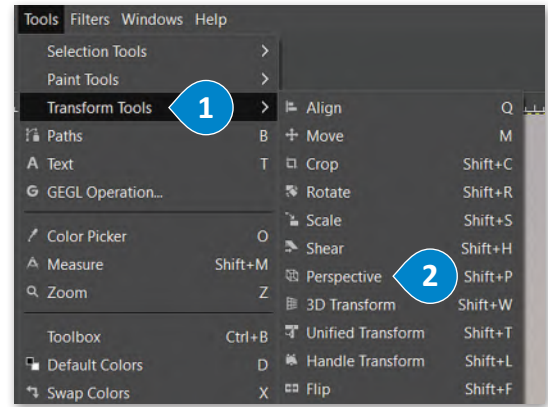 Tools Filters Windows Help
Selection Tools >
Paint Tools >
Transform Tools 1 >
Paths B
A Text T
G GEGL Operation...
Color Picker O
Measure Shift+M
Zoom Z
Toolbox Ctrl+B
Default Colors D
Swap Colors X
Align Q
Move M
Crop Shift+C
Rotate Shift+R
Scale Shift+S
Shear Shift+H
Perspective 2 Shift+P
3D Transform Shift+W
Unified Transform Shift+T
Handle Transform Shift+L
Flip Shift+F